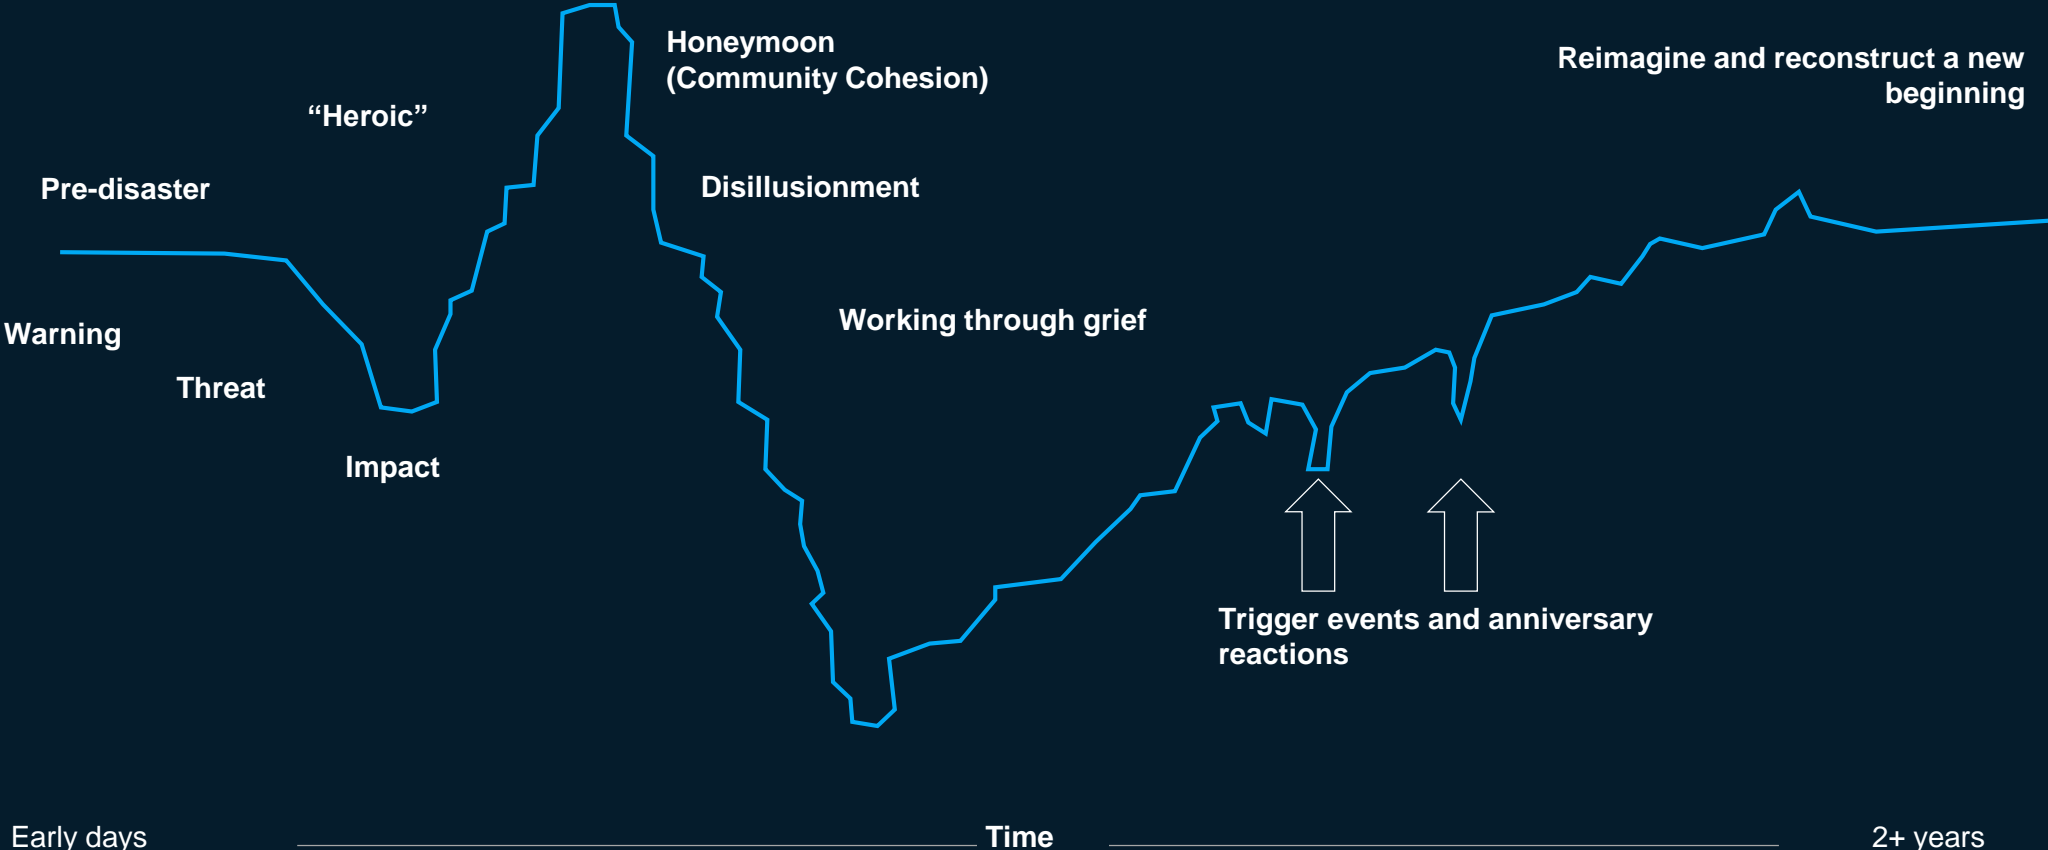 Pre-disaster
Warning
Threat
Impact
“Heroic”
Honeymoon
(Community Cohesion)
Disillusionment
Working through grief
Trigger events and anniversary
reactions
Reimagine and reconstruct a new
beginning
Early days
Time
2+ years